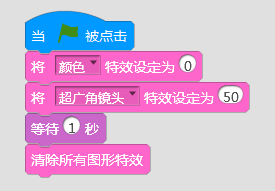 当 被点击
将 颜色 特效设定为 0
将 超广角镜头 特效设定为 50
等待 1 秒
清除所有图形特效